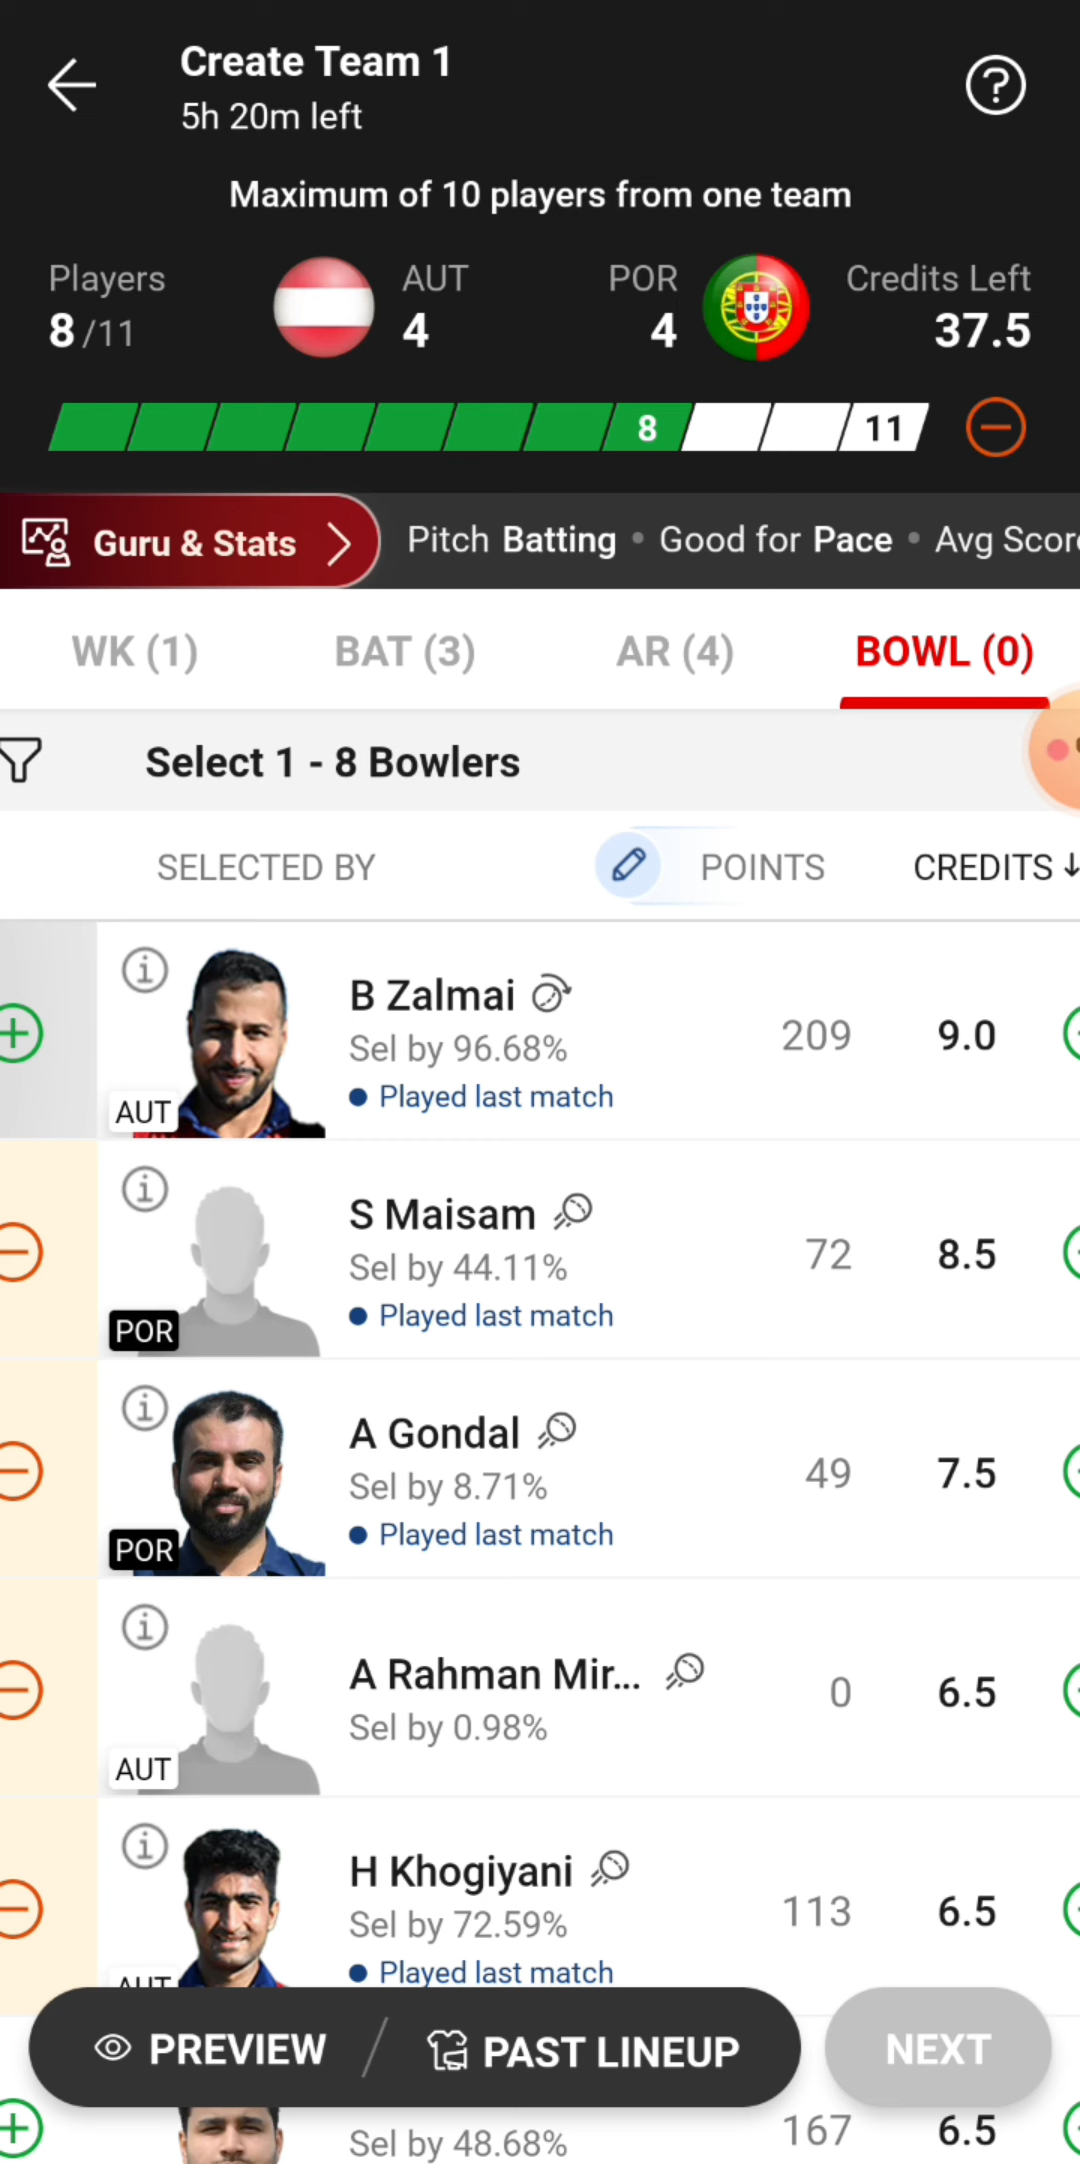 Create Team 1
5h 20m left
Maximum of 10 players from one team
Players
8/11
AUT
4
POR
4
Credits Left
37.5
8
11
Guru & Stats
Pitch Batting • Good for Pace • Avg Score
WK (1)
BAT (3)
AR (4)
BOWL (0)
Select 1 - 8 Bowlers
SELECTED BY
POINTS
CREDITS ↓
B Zalmai
Sel by 96.68%
Played last match
AUT
209
9.0
S Maisam
Sel by 44.11%
Played last match
POR
72
8.5
A Gondal
Sel by 8.71%
Played last match
POR
49
7.5
A Rahman Mir...
Sel by 0.98%
AUT
0
6.5
H Khogiyani
Sel by 72.59%
Played last match
AUT
113
6.5
PREVIEW / PAST LINEUP
NEXT
Sel by 48.68%
167
6.5